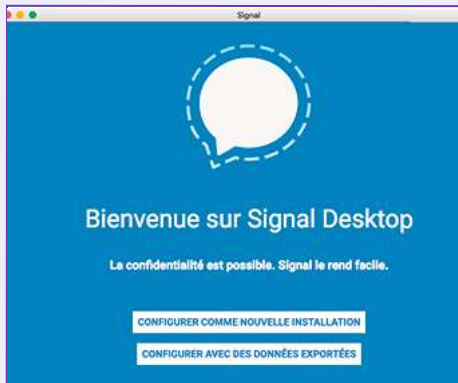 Signal
Bienvenue sur Signal Desktop
La confidentialité est possible. Signal le rend facile.
CONFIGURER COMME NOUVELLE INSTALLATION
CONFIGURER AVEC DES DONNÉES EXPORTÉES